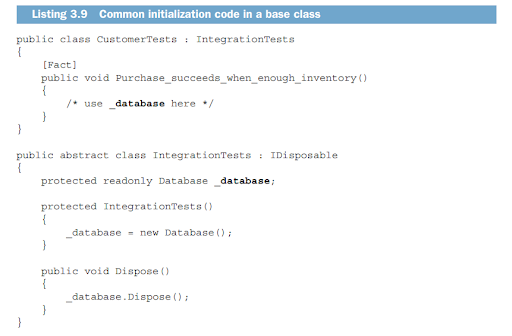 Listing 3.9 Common initialization code in a base class
public class CustomerTests : IntegrationTests
{
[Fact]
public void Purchase_succeeds_when_enough_inventory()
{
/* use _database here */
}
}
public abstract class IntegrationTests : IDisposable
{
protected readonly Database _database;
protected IntegrationTests()
{
_database = new Database();
}
public void Dispose()
{
_database.Dispose();
}
}